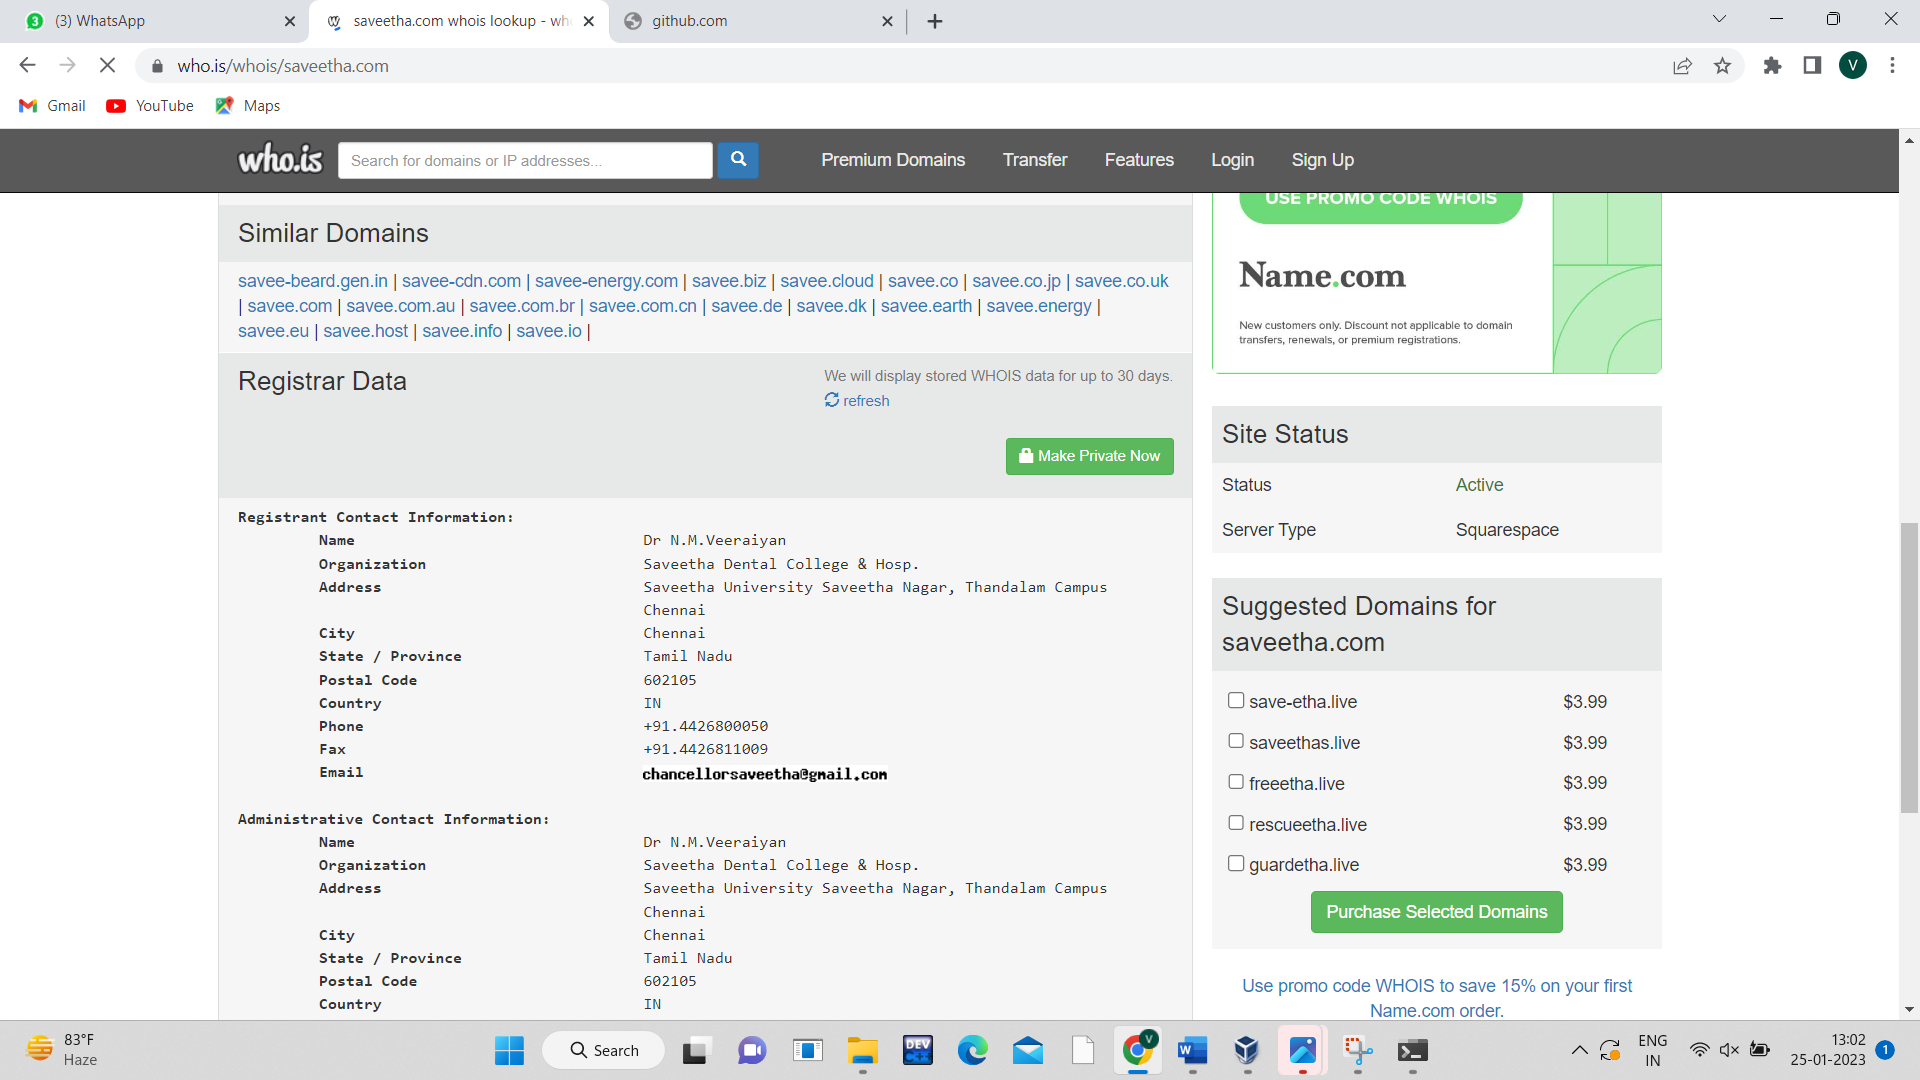 3 (3) WhatsApp
saveetha.com whois lookup - wh
github.com
who.is/whois/saveetha.com
V
Gmail YouTube Maps
who.is Search for domains or IP addresses... Premium Domains Transfer Features Login Sign Up
Similar Domains
savee-beard.gen.in | savee-cdn.com | savee-energy.com | savee.biz | savee.cloud | savee.co | savee.co.jp | savee.co.uk
| savee.com | savee.com.au | savee.com.br | savee.com.cn | savee.de | savee.dk | savee.earth | savee.energy |
savee.eu | savee.host | savee.info | savee.io |
Registrar Data
We will display stored WHOIS data for up to 30 days.
refresh
Make Private Now
Registrant Contact Information:
Name Dr N.M.Veeraiyan
Organization Saveetha Dental College & Hosp.
Address Saveetha University Saveetha Nagar, Thandalam Campus
Chennai
City Chennai
State / Province Tamil Nadu
Postal Code 602105
Country IN
Phone +91.4426800050
Fax +91.4426811009
Email chancellorsaveetha@gmail.com
Administrative Contact Information:
Name Dr N.M.Veeraiyan
Organization Saveetha Dental College & Hosp.
Address Saveetha University Saveetha Nagar, Thandalam Campus
Chennai
City Chennai
State / Province Tamil Nadu
Postal Code 602105
Country IN
USE PROMO CODE WHOIS
Name.com
New customers only. Discount not applicable to domain
transfers, renewals, or premium registrations.
Site Status
Status Active
Server Type Squarespace
Suggested Domains for
saveetha.com
save-etha.live $3.99
saveethas.live $3.99
freeetha.live $3.99
rescueetha.live $3.99
guardetha.live $3.99
Purchase Selected Domains
Use promo code WHOIS to save 15% on your first
Name.com order.
83°F
Haze
Search
DEV
C++
V
W
ENG
IN
13:02
25-01-2023
1